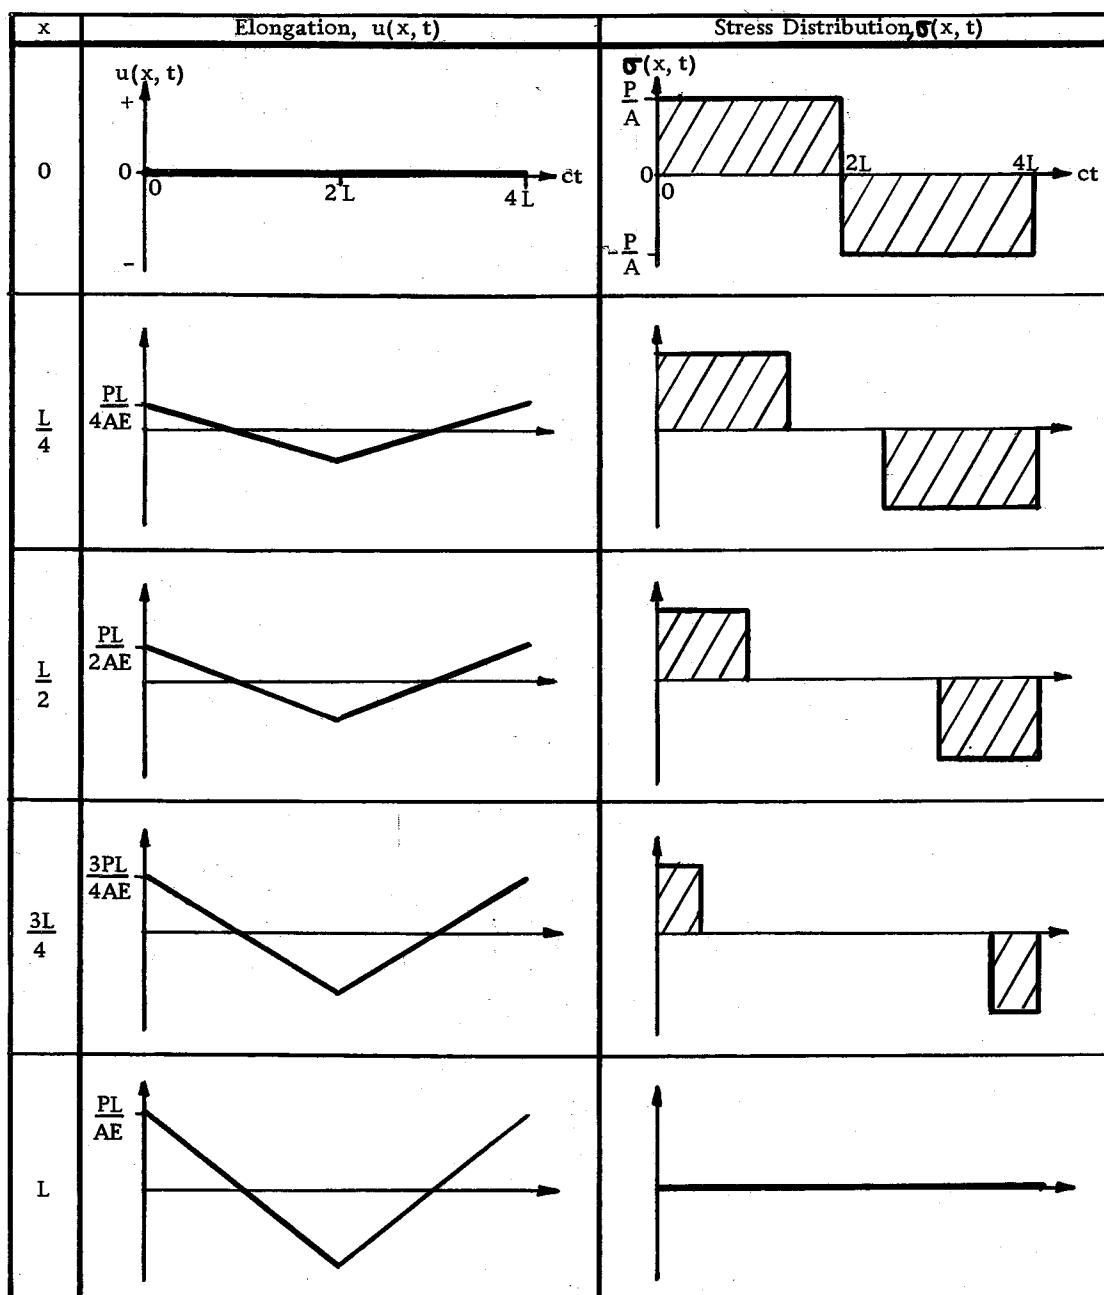 x Elongation, u(x, t) Stress Distribution, σ(x, t)
0
u(x, t)
+
0
-
0
2L
4L
ct
σ(x, t)
P
A
0
-P
A
0
2L
4L
ct
L
4
PL
4AE
L
2
PL
2AE
3L
4
3PL
4AE
L
PL
AE